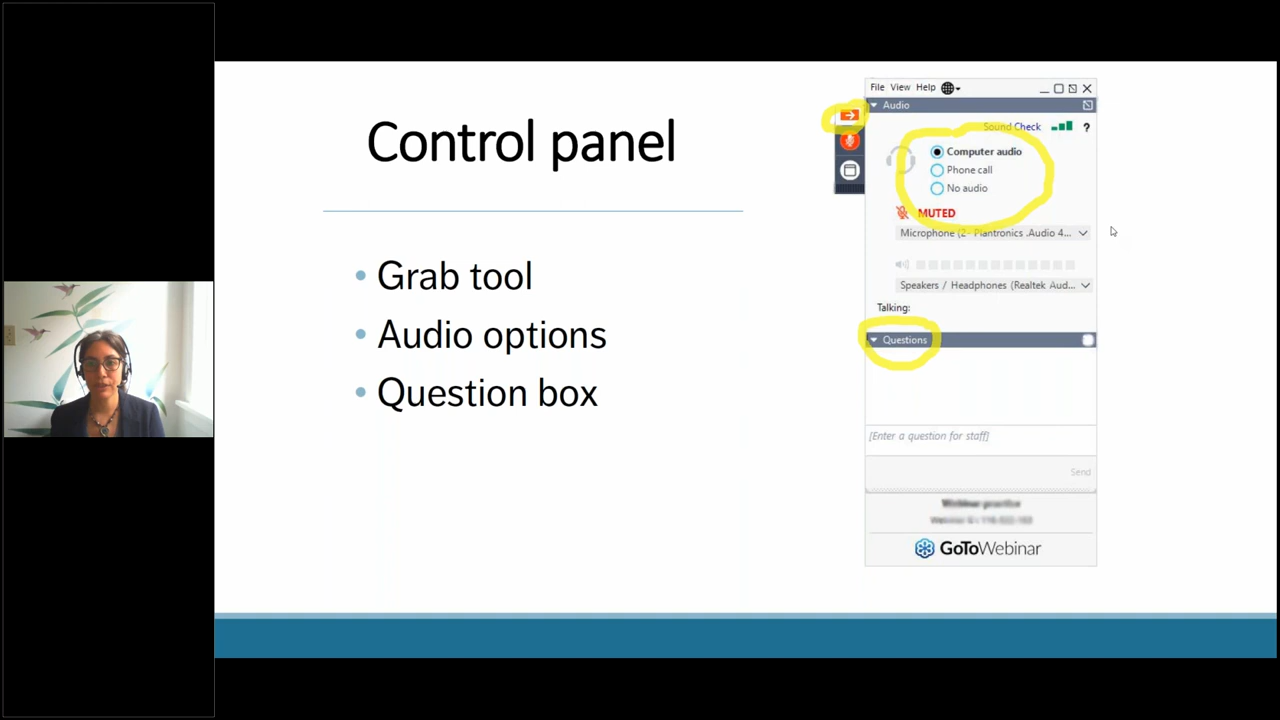 Control panel
• Grab tool
• Audio options
• Question box
File View Help
Audio
Sound Check ?
Computer audio
Phone call
No audio
MUTED
Microphone (2- Plantronics .Audio 4...
Speakers / Headphones (Realtek Aud...
Talking:
Questions
[Enter a question for staff]
Send
Webinar practice
GoToWebinar